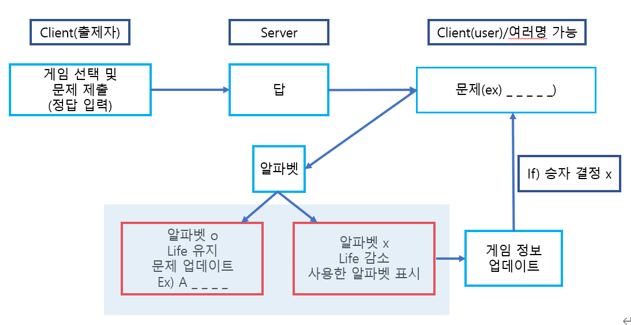 Client(출제자)
Server
Client(user)/여러명 가능
게임 선택 및
문제 제출
(정답 입력)
답
문제(ex) _ _ _ _ _)
알파벳
If) 승자 결정 x
알파벳 o
Life 유지
문제 업데이트
Ex) A _ _ _ _
알파벳 x
Life 감소
사용한 알파벳 표시
게임 정보
업데이트